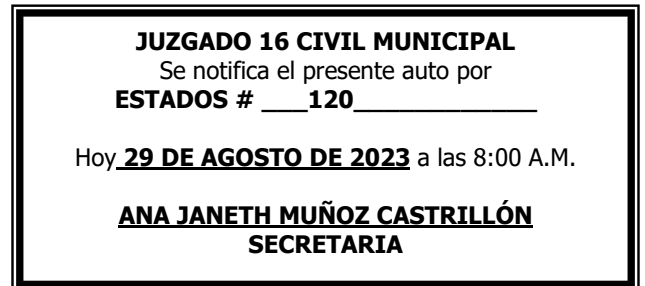 JUZGADO 16 CIVIL MUNICIPAL
Se notifica el presente auto por
ESTADOS # ___120____________
Hoy 29 DE AGOSTO DE 2023 a las 8:00 A.M.
ANA JANETH MUÑOZ CASTRILLÓN
SECRETARIA